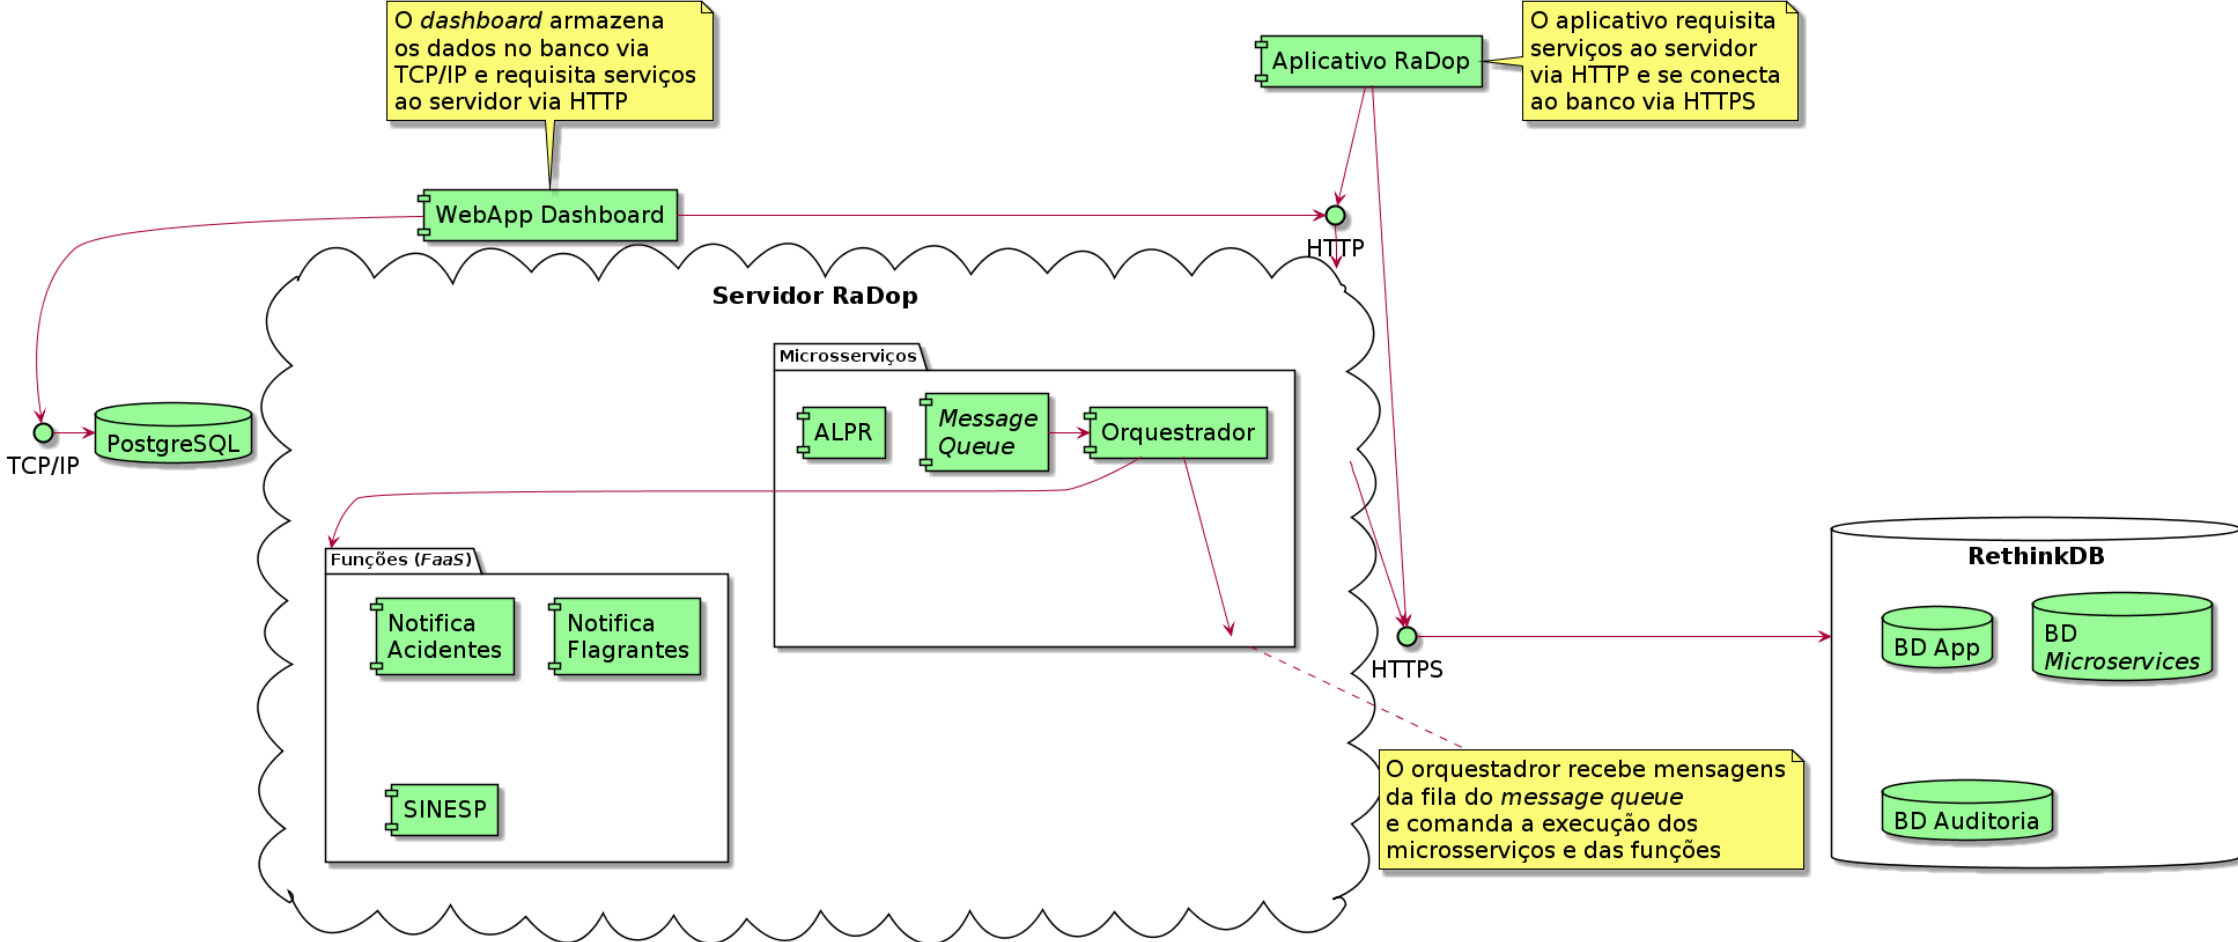 O dashboard armazena
os dados no banco via
TCP/IP e requisita serviços
ao servidor via HTTP
Aplicativo RaDop
O aplicativo requisita
serviços ao servidor
via HTTP e se conecta
ao banco via HTTPS
WebApp Dashboard
HTTP
Servidor RaDop
Microsserviços
ALPR
Message
Queue
Orquestrador
TCP/IP
PostgreSQL
Funções (FaaS)
Notifica
Acidentes
Notifica
Flagrantes
SINESP
HTTPS
RethinkDB
BD App
BD
Microservices
BD Auditoria
O orquestadror recebe mensagens
da fila do message queue
e comanda a execução dos
microsserviços e das funções